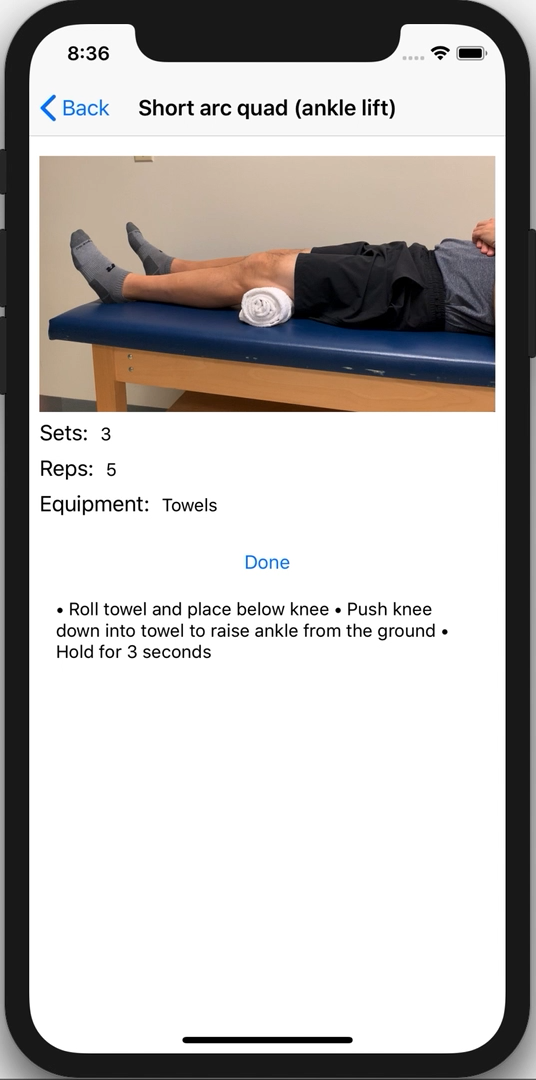 8:36
Back Short arc quad (ankle lift)
Sets: 3
Reps: 5
Equipment: Towels
Done
• Roll towel and place below knee • Push knee
down into towel to raise ankle from the ground •
Hold for 3 seconds